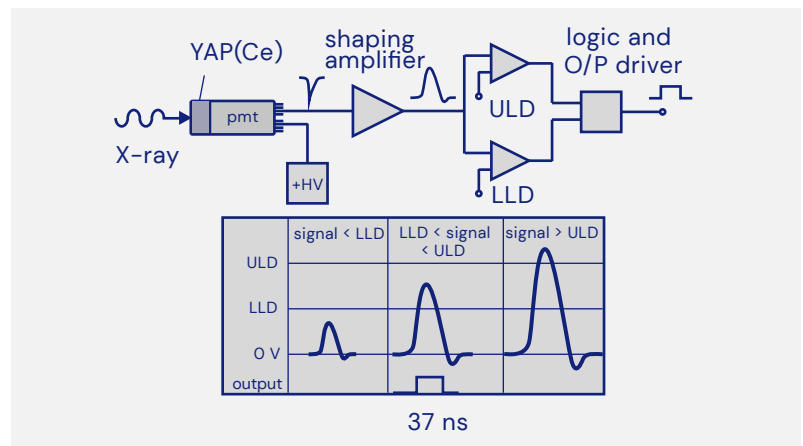 YAP(Ce)
shaping
amplifier
logic and
O/P driver
pmt
ULD
X-ray
+HV
LLD
signal < LLD
LLD < signal
< ULD
signal > ULD
ULD
LLD
0 V
output
37 ns